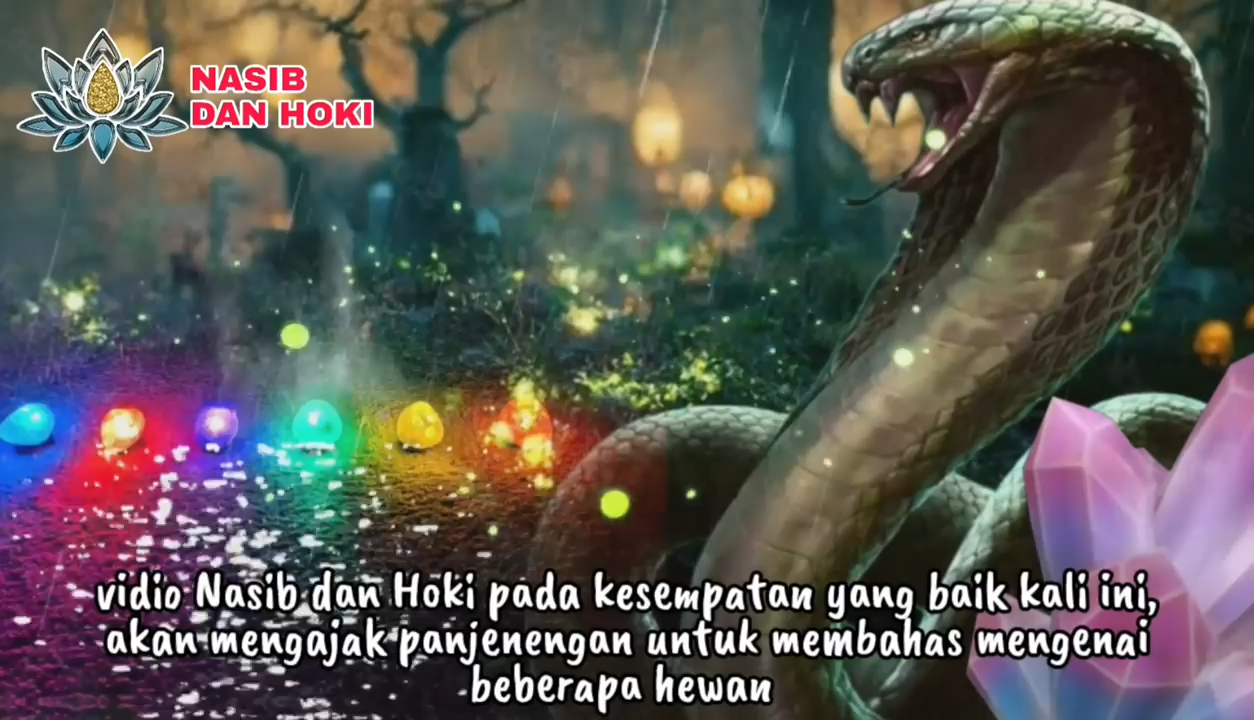 NASIB
DAN HOKI
vidio Nasib dan Hoki pada kesempatan yang baik kali ini,
akan mengajak panjenengan untuk membahas mengenai
beberapa hewan